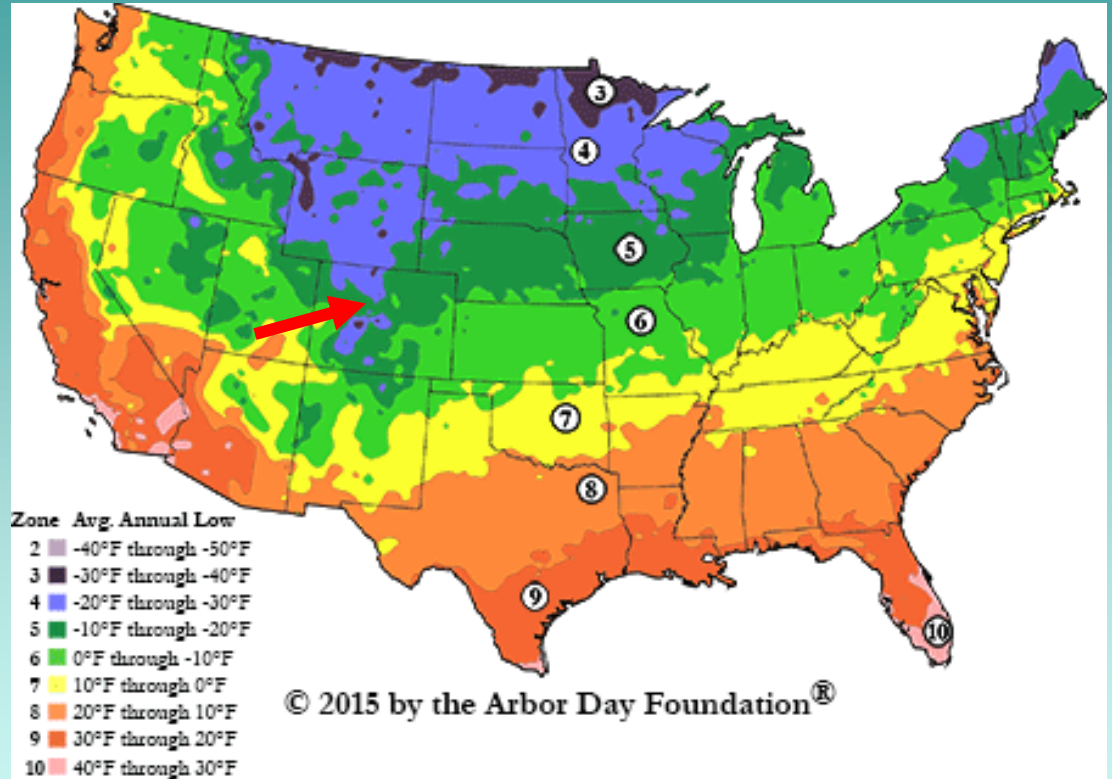 3
4
5
6
7
8
9
10
Zone Avg. Annual Low
2 -40°F through -50°F
3 -30°F through -40°F
4 -20°F through -30°F
5 -10°F through -20°F
6 0°F through -10°F
7 10°F through 0°F
8 20°F through 10°F
9 30°F through 20°F
10 40°F through 30°F
© 2015 by the Arbor Day Foundation®